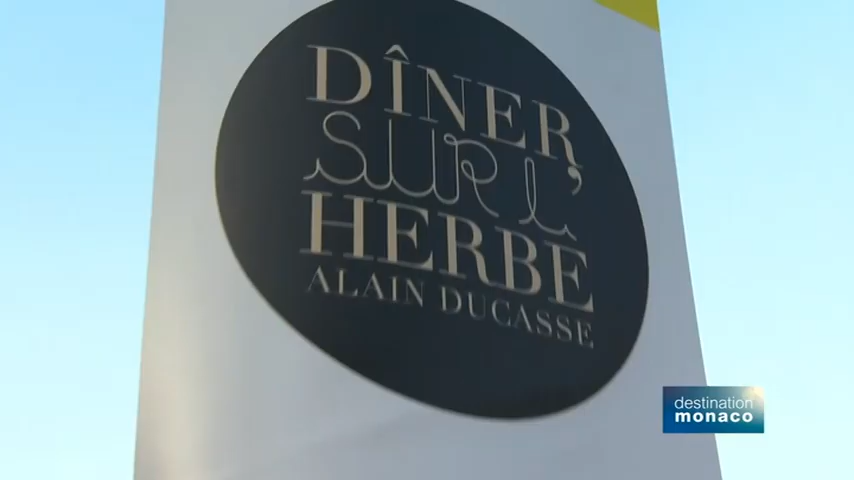 DÎNER
SUR L'
HERBE
ALAIN DUCASSE
destination
monaco